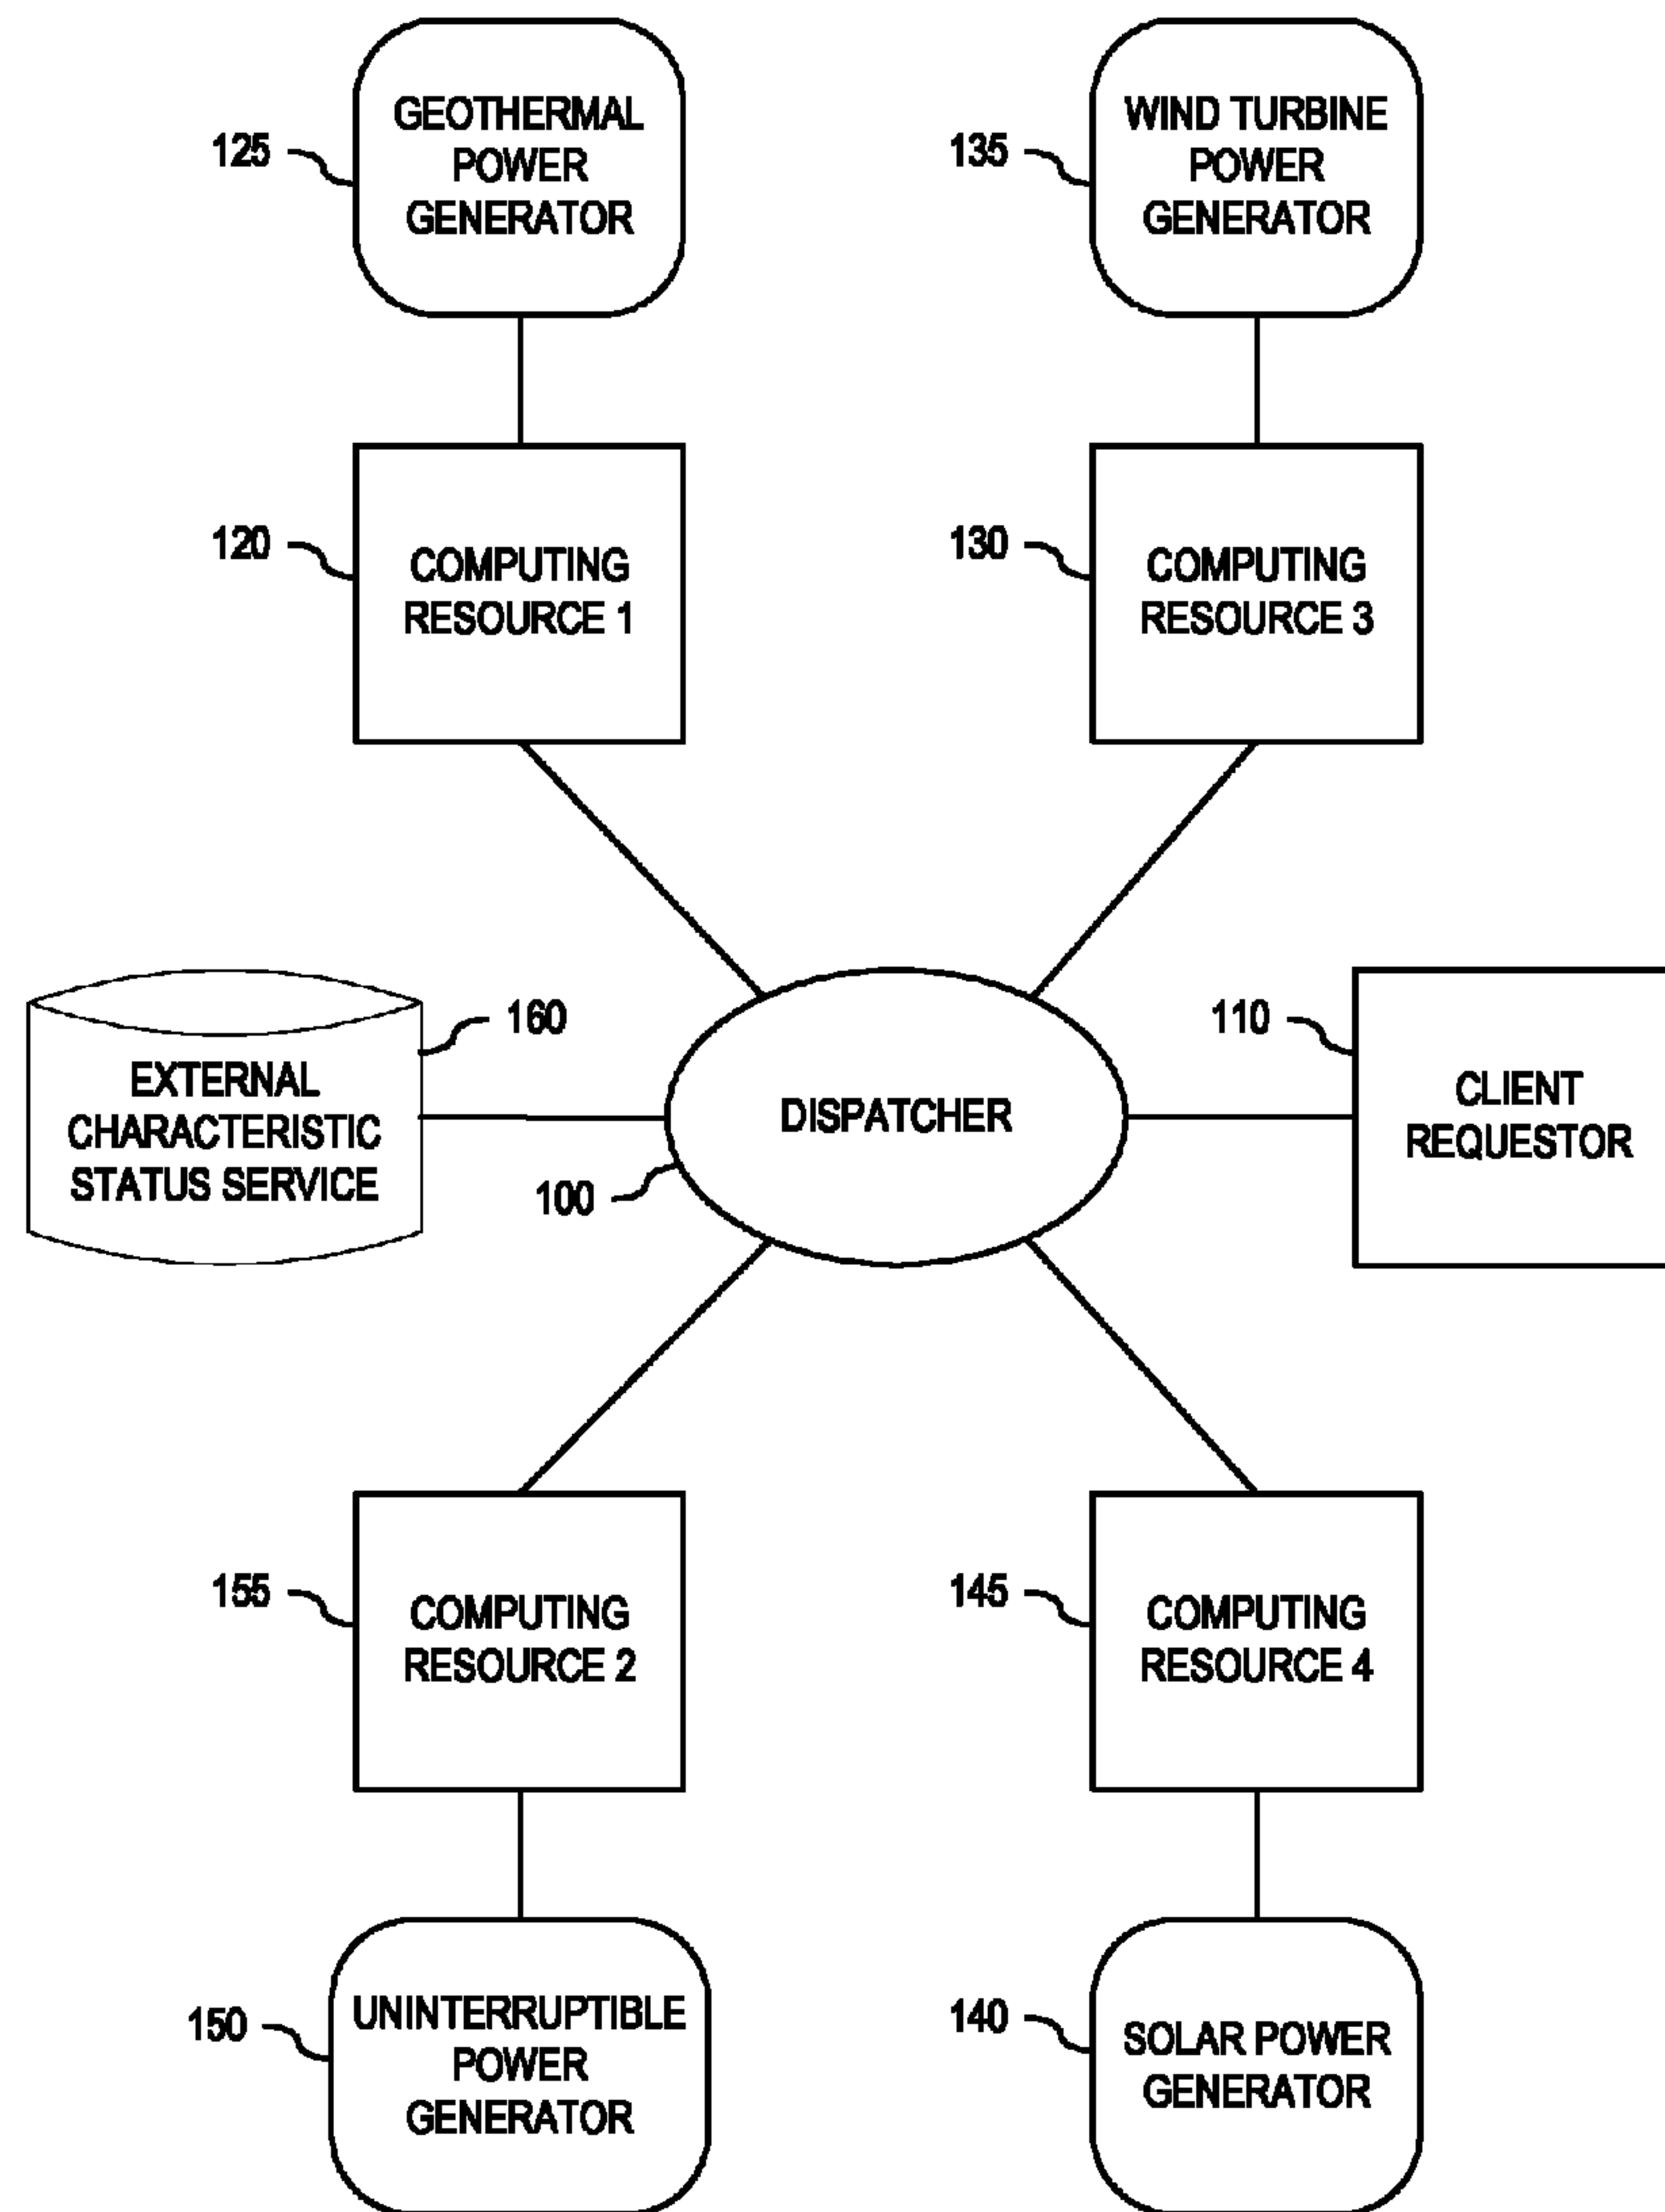 GEOTHERMAL
POWER
GENERATOR
125
WIND TURBINE
POWER
GENERATOR
135
120
COMPUTING
RESOURCE 1
130
COMPUTING
RESOURCE 3
160
EXTERNAL
CHARACTERISTIC
STATUS SERVICE
DISPATCHER
100
110
CLIENT
REQUESTOR
155
COMPUTING
RESOURCE 2
145
COMPUTING
RESOURCE 4
150
UNINTERRUPTIBLE
POWER
GENERATOR
140
SOLAR POWER
GENERATOR